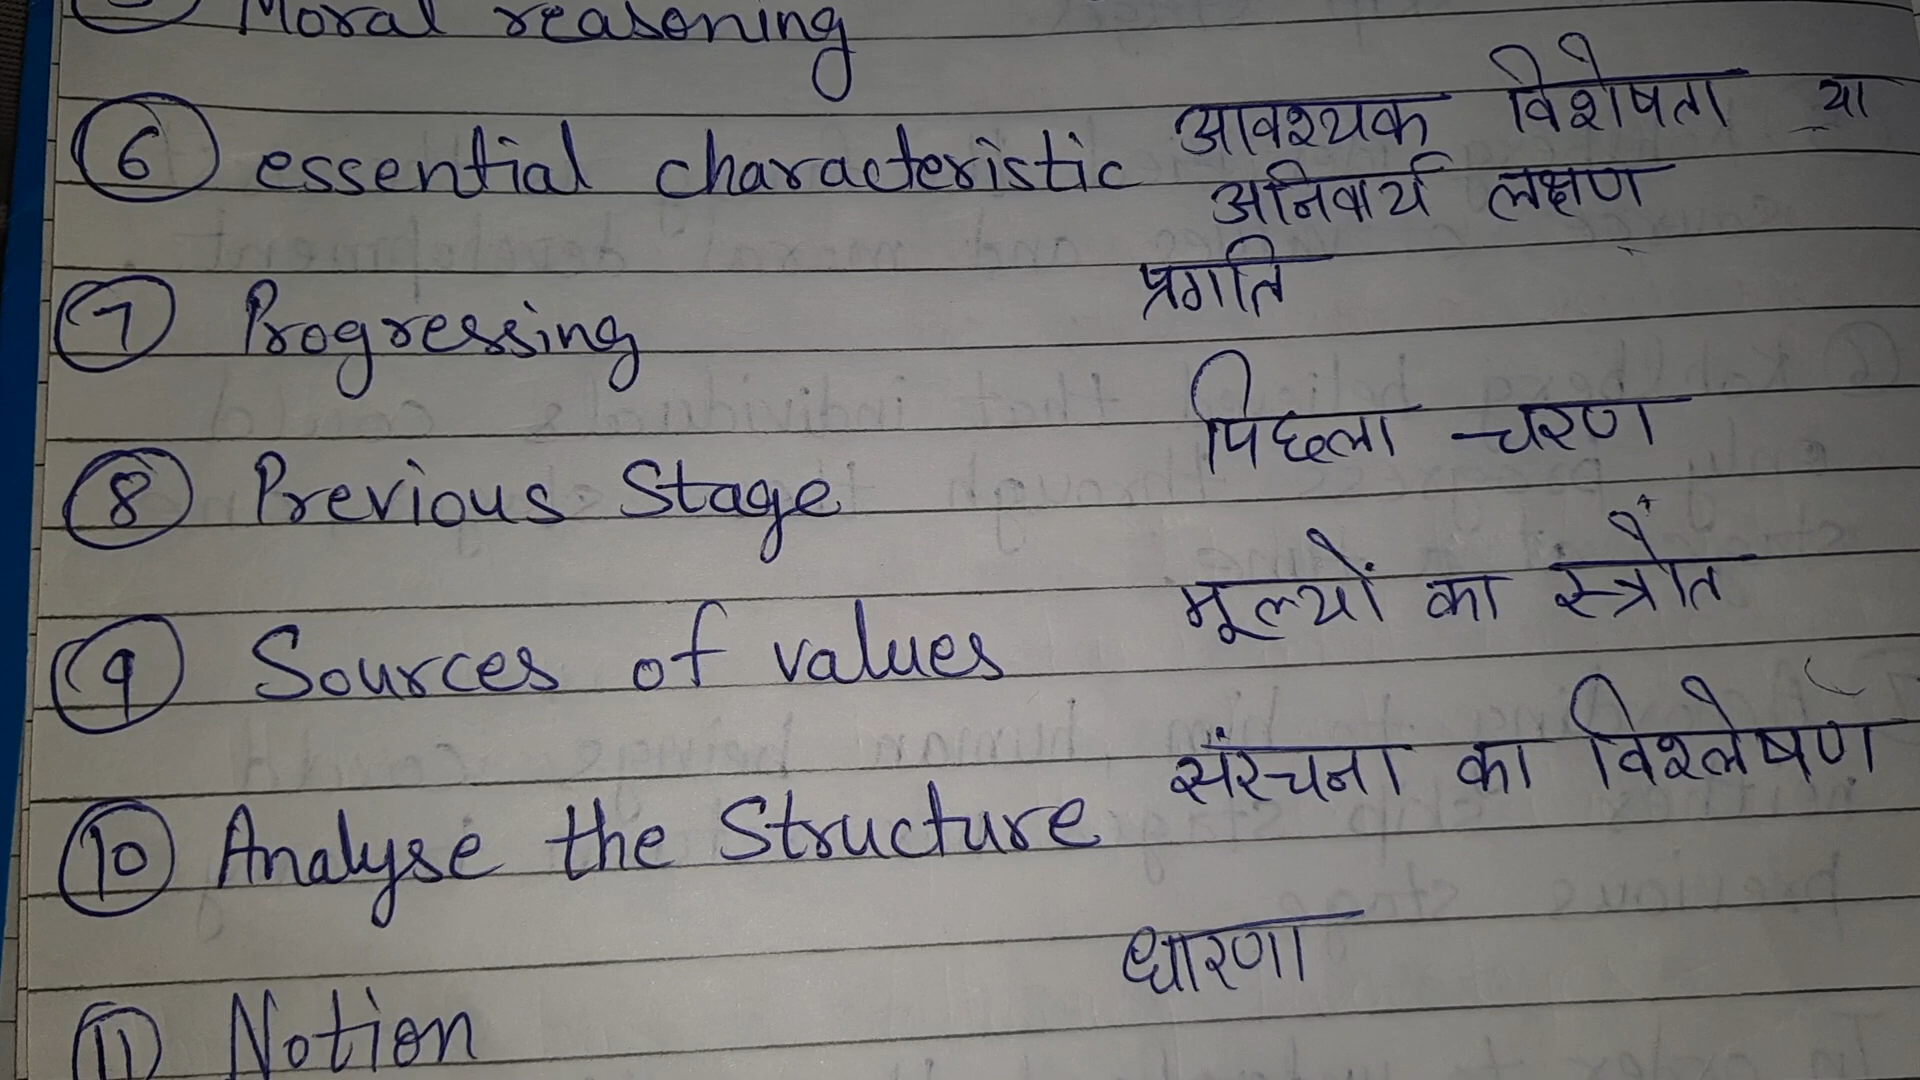 Moral reasoning
6 essential characteristic आवश्यक विशेषता या
अनिवार्य लक्षण
7 Progressing प्रगति
8 Previous Stage पिछला चरण
9 Sources of values मूल्यों का स्त्रोत
10 Analyse the Structure संरचना का विश्लेषण
11 Notion धारणा